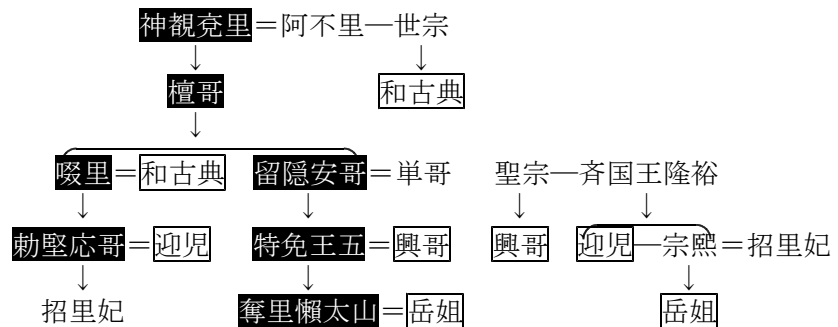 神観兗里＝阿不里―世宗
↓ ↓
檀哥 和古典
↓
啜里＝和古典 留隠安哥＝単哥 聖宗―斉国王隆裕
↓ ↓ ↓ ↓
勅堅応哥＝迎児 特免王五＝興哥 興哥 迎児―宗熙＝招里妃
↓ ↓ ↓
招里妃 奪里懶太山＝岳姐 岳姐